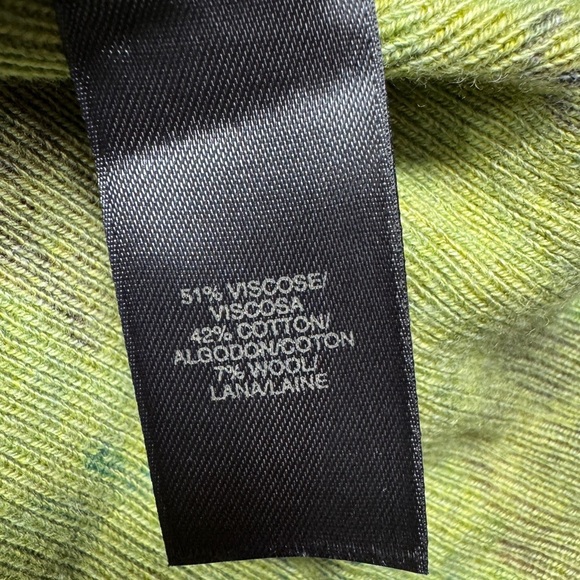 51% VISCOSE/
VISCOSA
42% COTTON/
ALGODON/COTON
7% WOOL/
LANA/LAINE